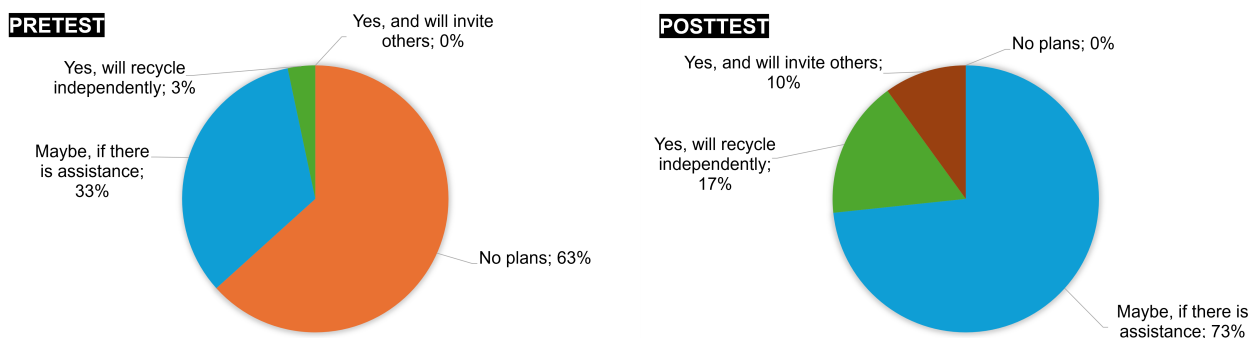 PRETEST
Yes, and will invite
others; 0%
Yes, will recycle
independently; 3%
Maybe, if there
is assistance;
33%
No plans; 63%
POSTTEST
No plans; 0%
Yes, and will invite others;
10%
Yes, will recycle
independently;
17%
Maybe, if there is
assistance; 73%